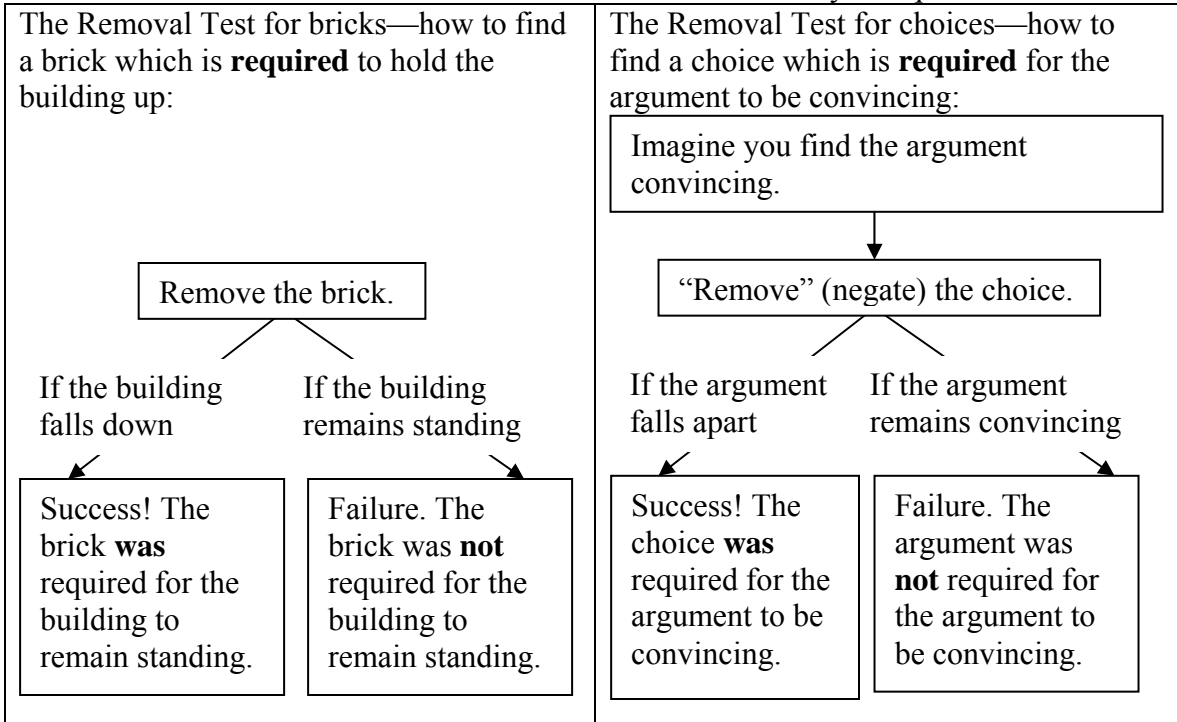 The Removal Test for bricks—how to find
a brick which is required to hold the
building up:
Remove the brick.
If the building
falls down
If the building
remains standing
Success! The
brick was
required for the
building to
remain standing.
Failure. The
brick was not
required for the
building to
remain standing.
The Removal Test for choices—how to
find a choice which is required for the
argument to be convincing:
Imagine you find the argument
convincing.
“Remove” (negate) the choice.
If the argument
falls apart
If the argument
remains convincing
Success! The
choice was
required for the
argument to be
convincing.
Failure. The
argument was
not required for
the argument to
be convincing.